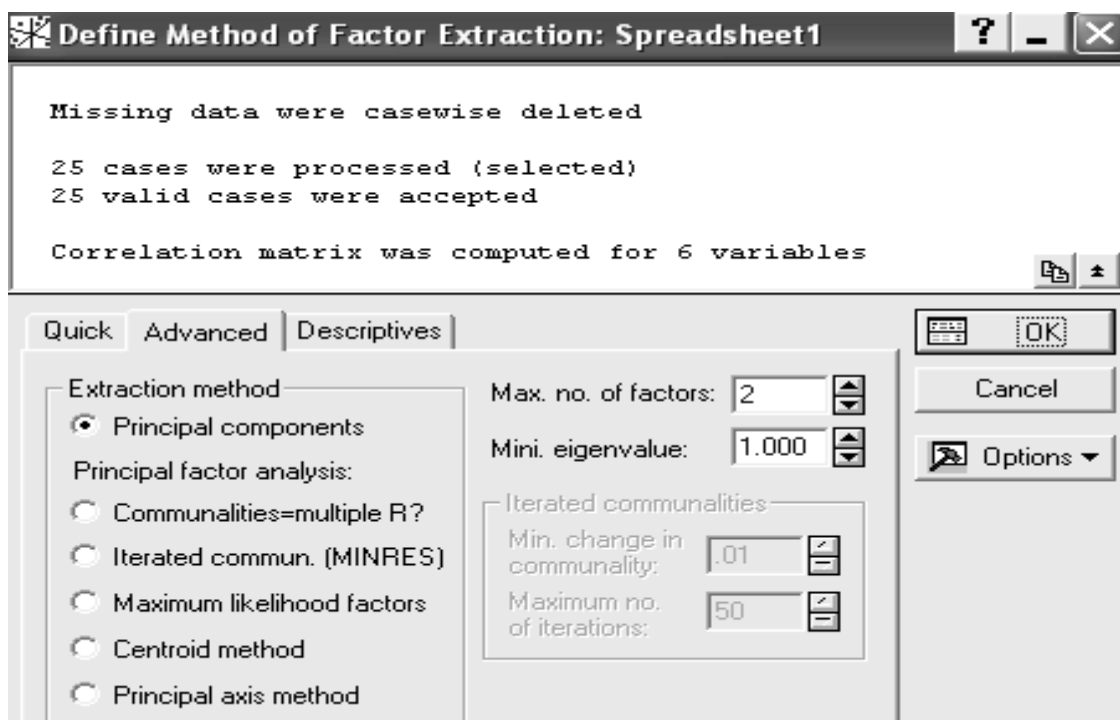 Define Method of Factor Extraction: Spreadsheet1
Missing data were casewise deleted
25 cases were processed (selected)
25 valid cases were accepted
Correlation matrix was computed for 6 variables
Quick Advanced Descriptives
OK
Cancel
Options
Extraction method
Principal components
Principal factor analysis:
Communalities=multiple R?
Iterated commun. (MINRES)
Maximum likelihood factors
Centroid method
Principal axis method
Max. no. of factors: 2
Mini. eigenvalue: 1.000
Iterated communalities
Min. change in
communality: .01
Maximum no.
of iterations: 50